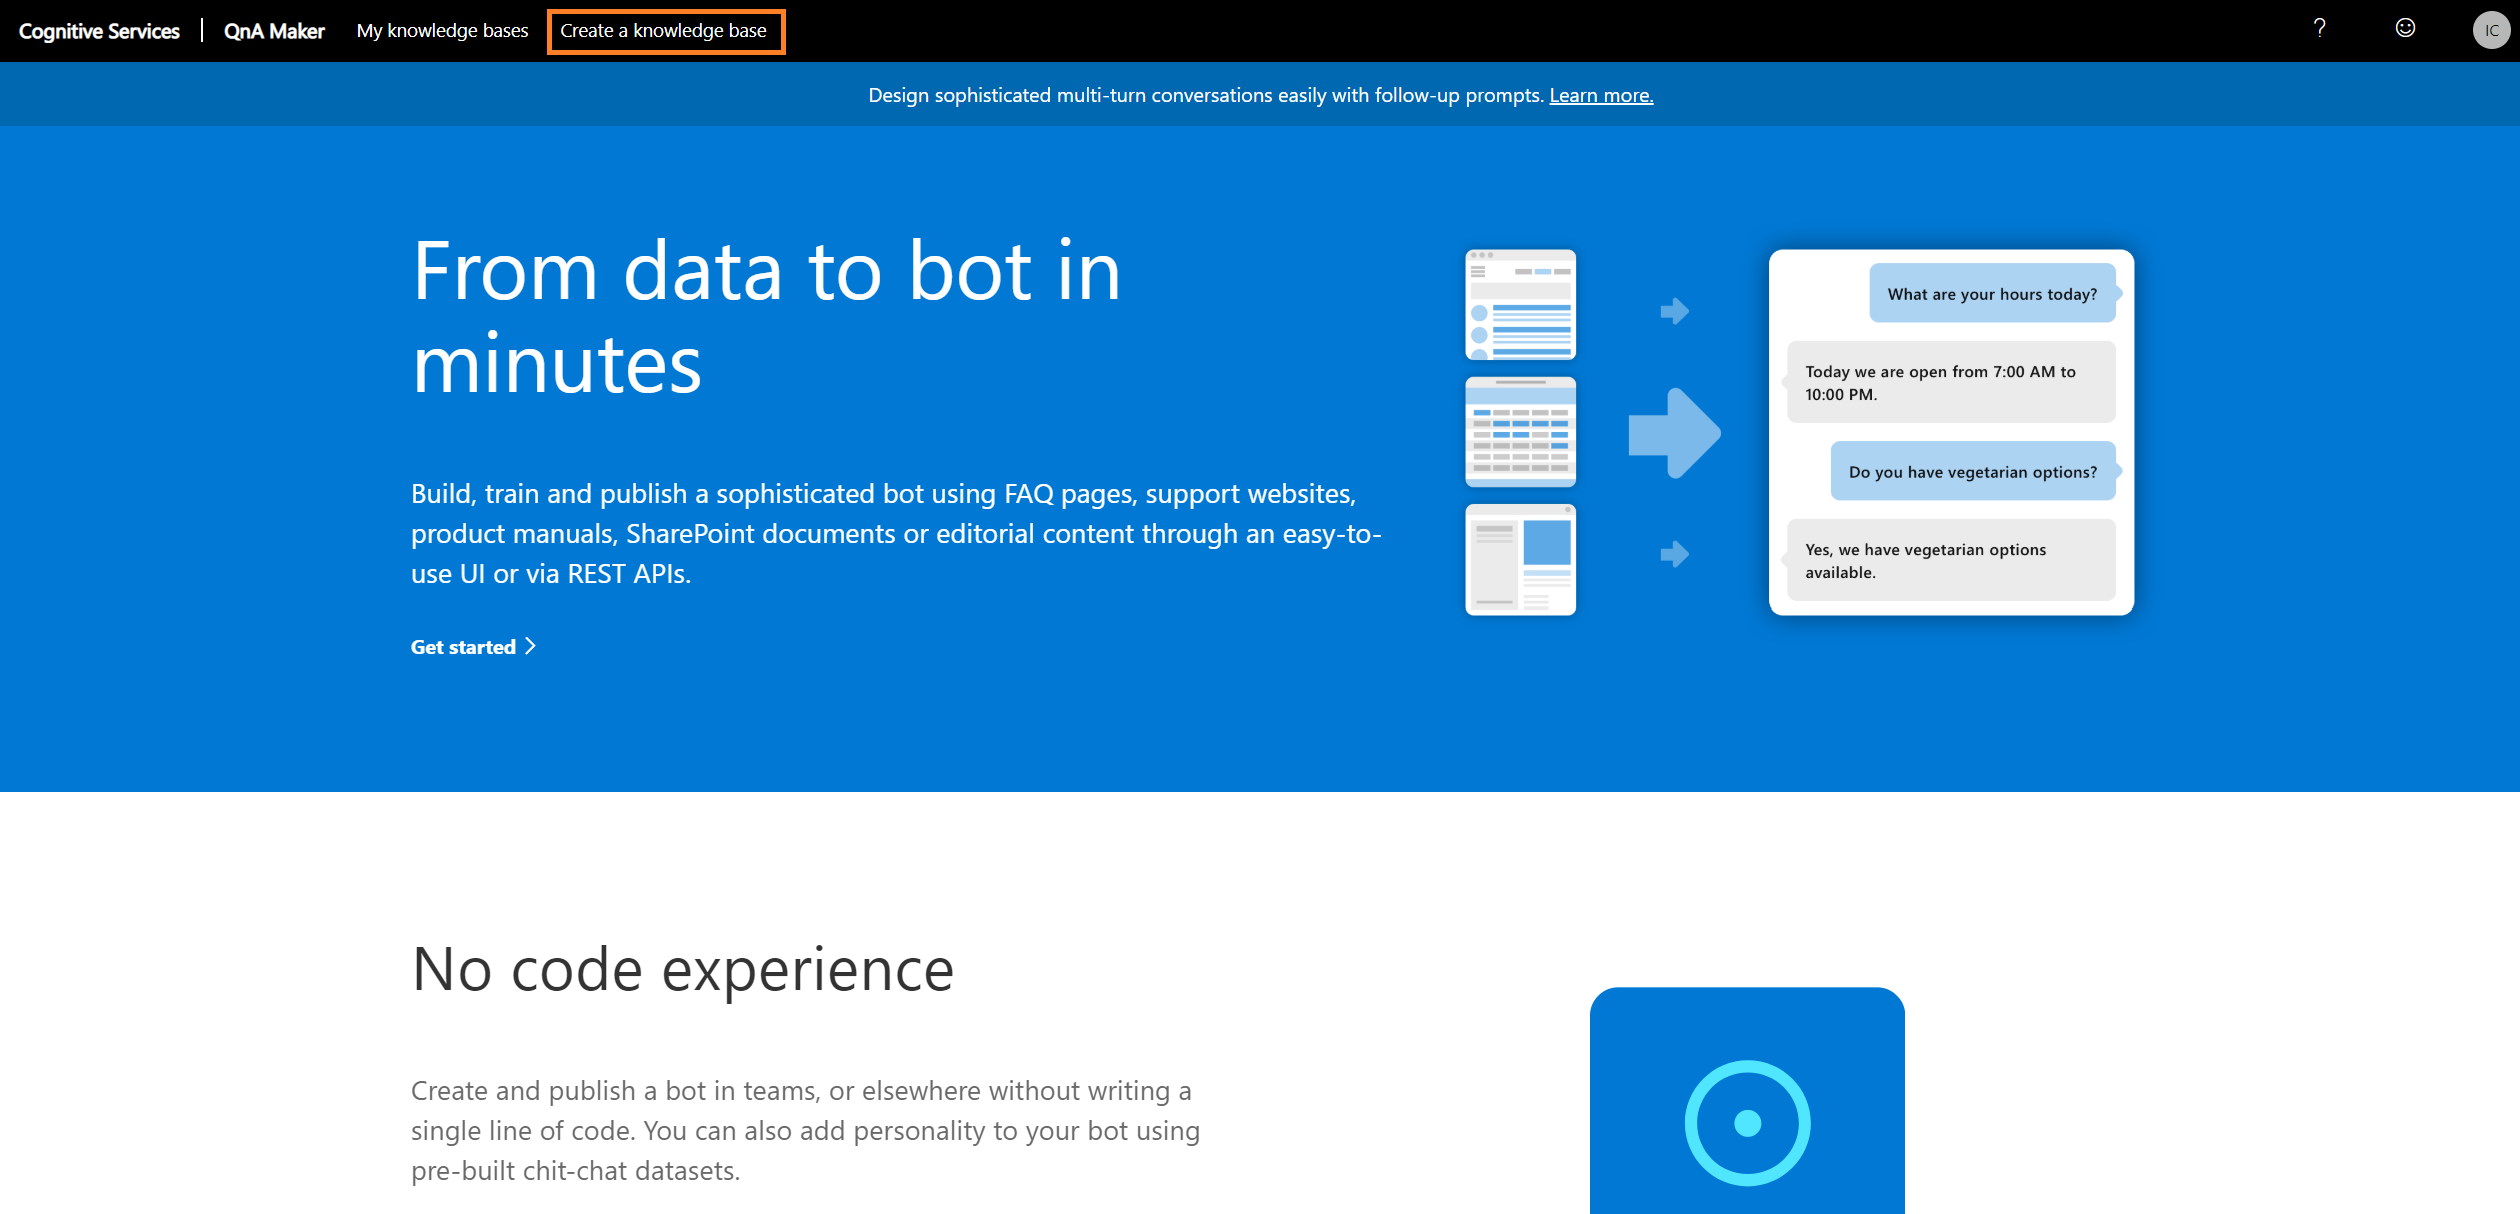 Cognitive Services | QnA Maker My knowledge bases Create a knowledge base ? IC
Design sophisticated multi-turn conversations easily with follow-up prompts. Learn more.
From data to bot in
minutes
Build, train and publish a sophisticated bot using FAQ pages, support websites,
product manuals, SharePoint documents or editorial content through an easy-to-
use UI or via REST APIs.
Get started
What are your hours today?
Today we are open from 7:00 AM to
10:00 PM.
Do you have vegetarian options?
Yes, we have vegetarian options
available.
No code experience
Create and publish a bot in teams, or elsewhere without writing a
single line of code. You can also add personality to your bot using
pre-built chit-chat datasets.